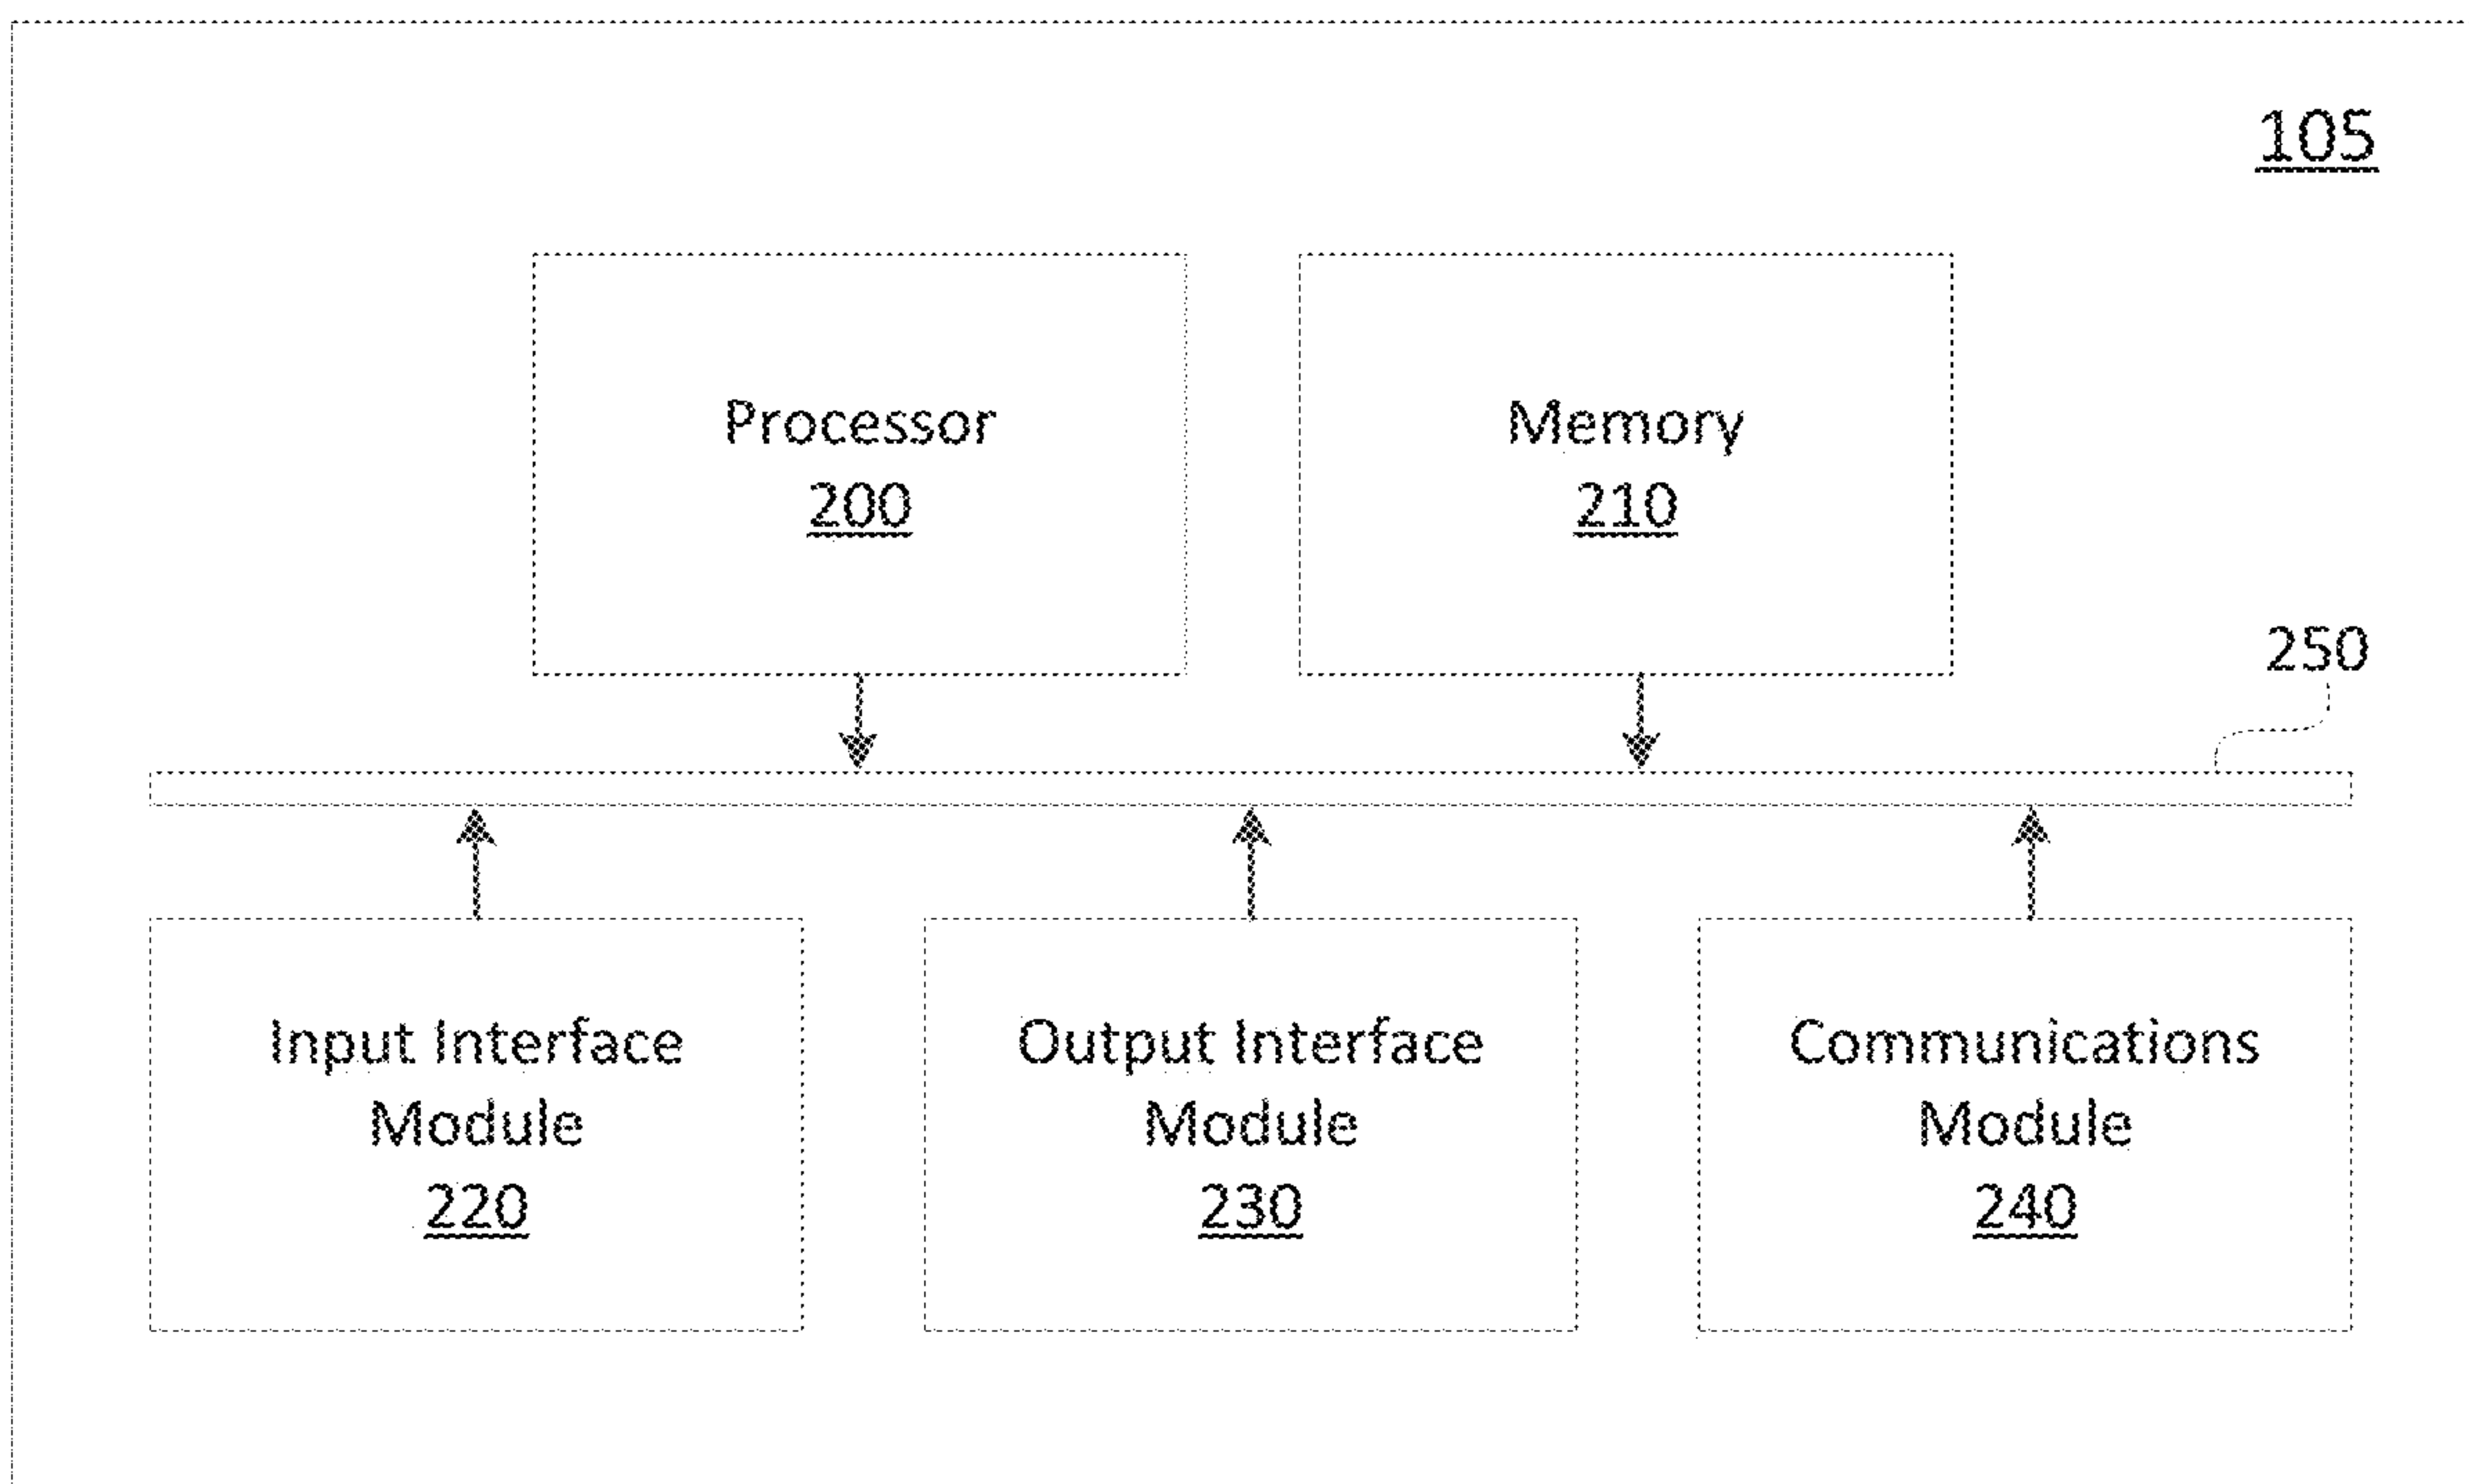 105
Processor
200
Memory
210
250
Input Interface
Module
220
Output Interface
Module
230
Communications
Module
240